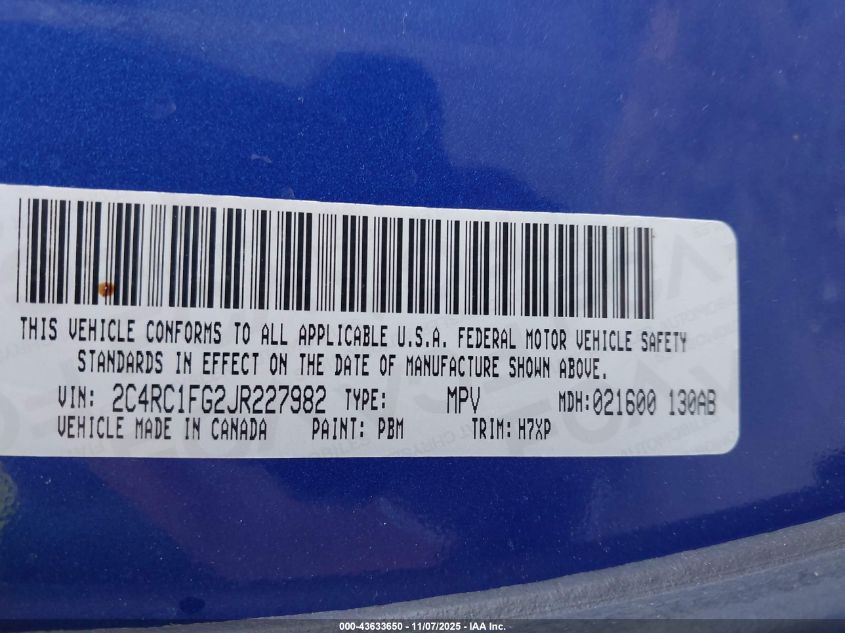 THIS VEHICLE CONFORMS TO ALL APPLICABLE U.S.A. FEDERAL MOTOR VEHICLE SAFETY
STANDARDS IN EFFECT ON THE DATE OF MANUFACTURE SHOWN ABOVE.
VIN: 2C4RC1FG2JR227982 TYPE: MPV MDH:021600 130AB
VEHICLE MADE IN CANADA PAINT: PBM TRIM: H7XP
000-43633650 - 11/07/2025 - IAA Inc.